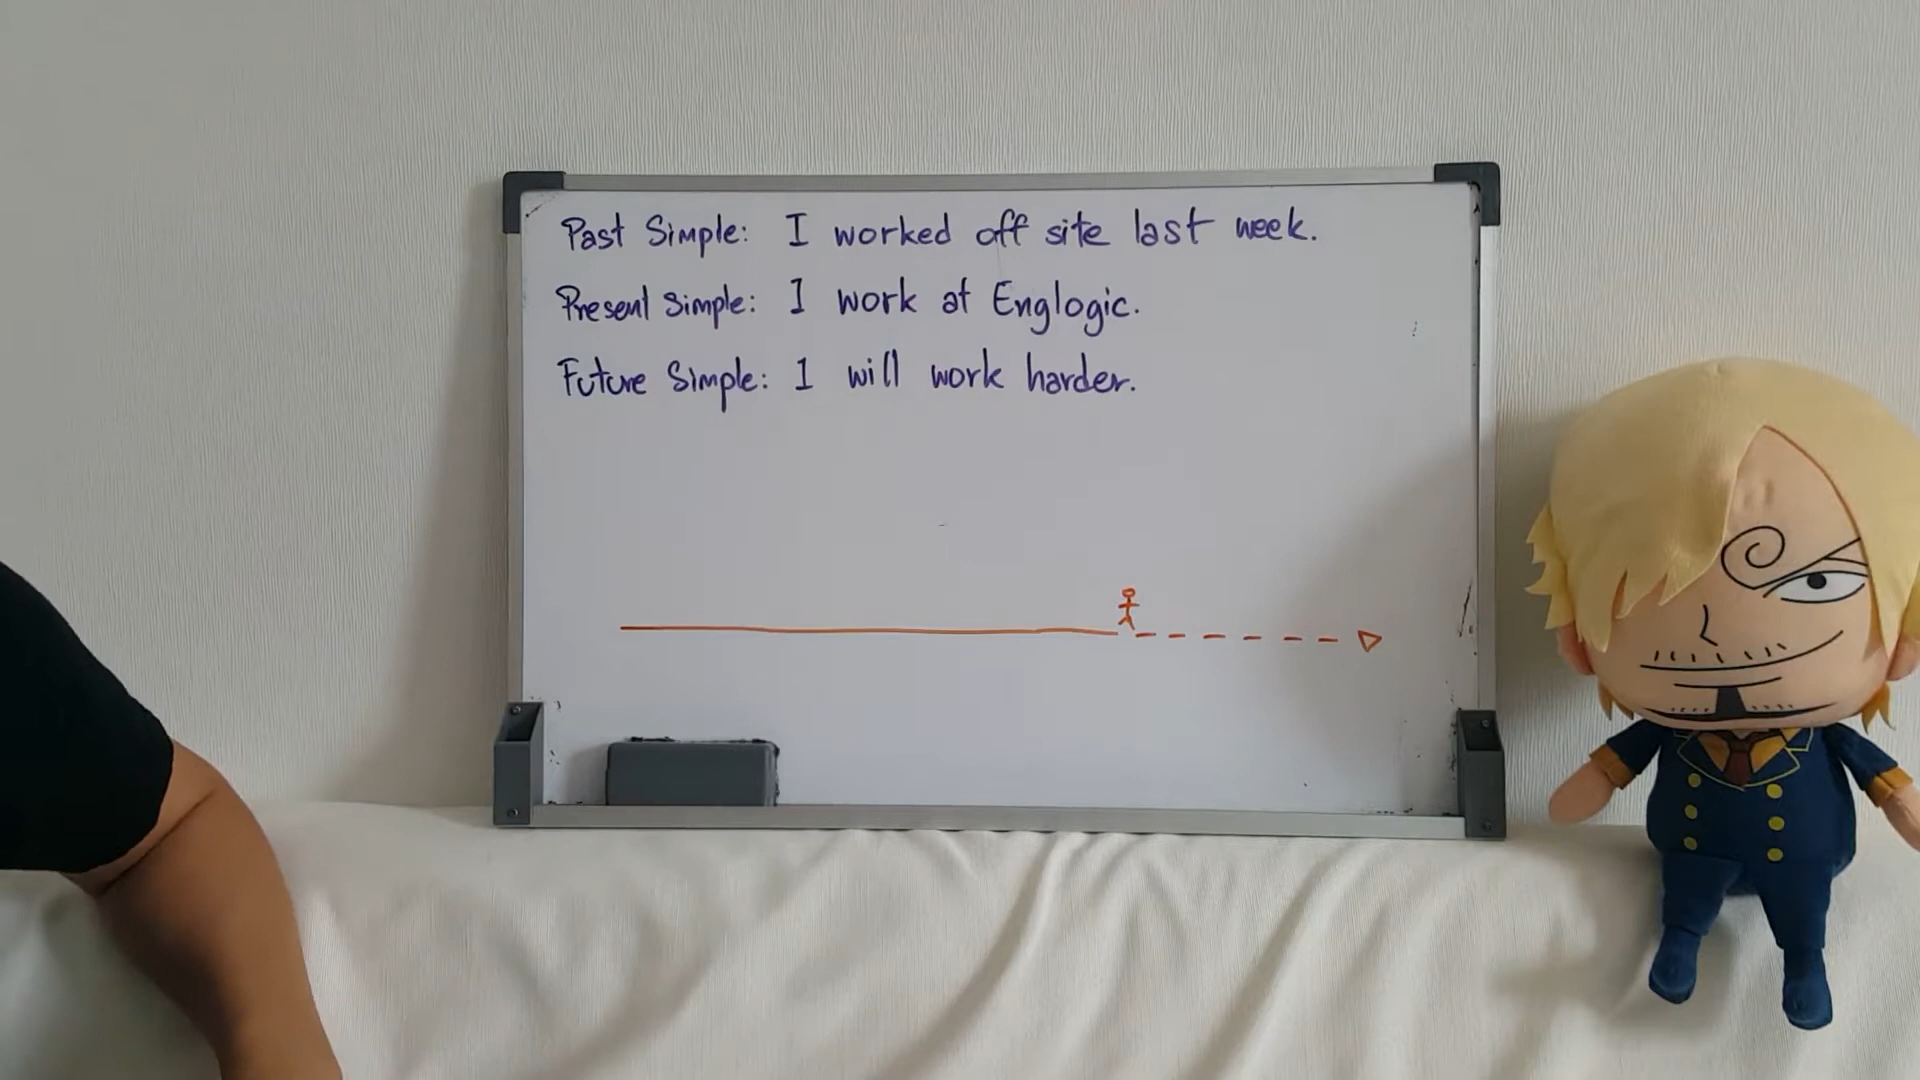 Past Simple: I worked off site last week.
Present Simple: I work at Englogic.
Future Simple: I will work harder.